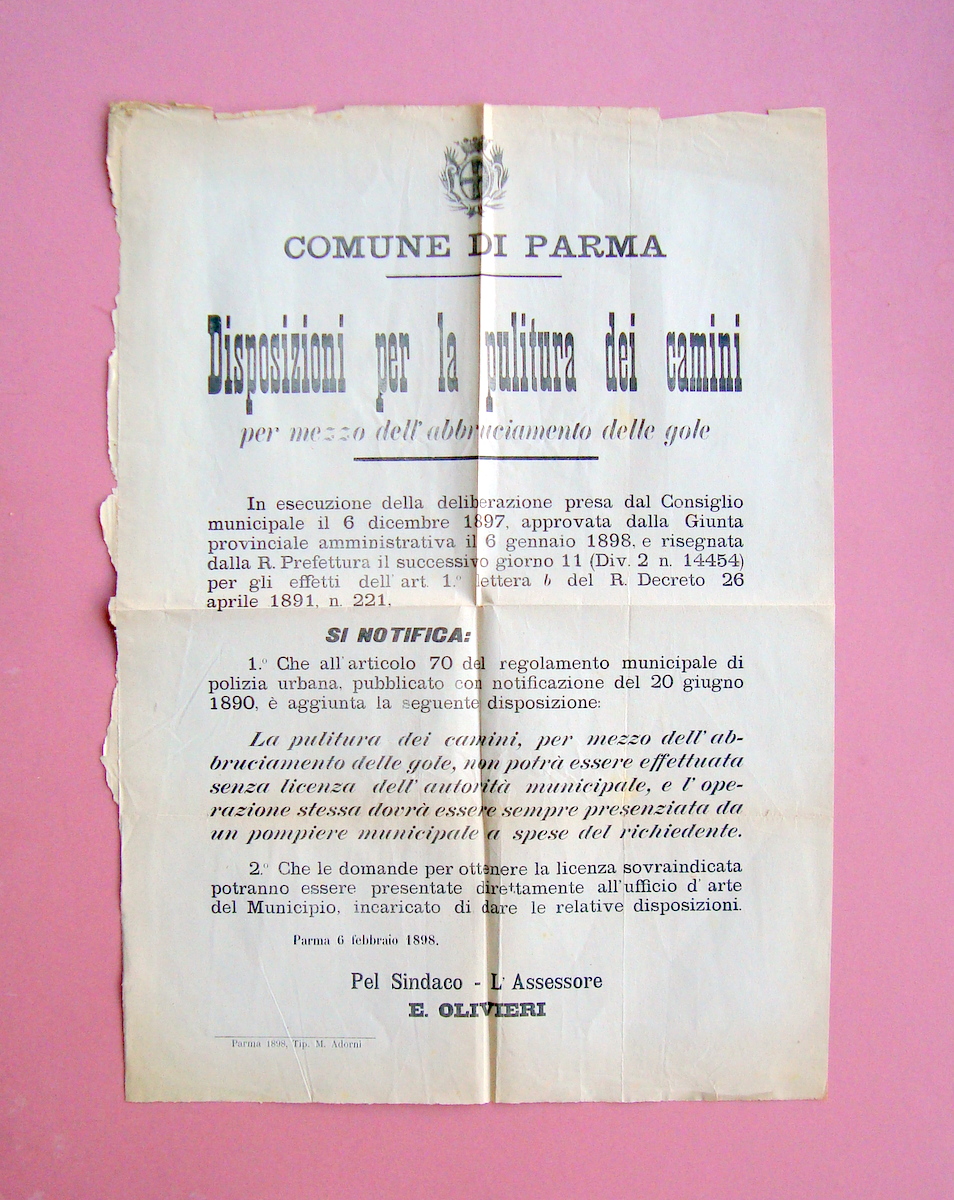 COMUNE DI PARMA
Disposizioni per la pulitura dei camini
per mezzo dell'abbruciamento delle gole
In esecuzione della deliberazione presa dal Consiglio
municipale il 6 dicembre 1897, approvata dalla Giunta
provinciale amministrativa il 6 gennaio 1898, e risegnata
dalla R. Prefettura il successivo giorno 11 (Div. 2 n. 14454)
per gli effetti dell'art. 1.º lettera b del R. Decreto 26
aprile 1891, n. 221,
SI NOTIFICA:
1.º Che all'articolo 70 del regolamento municipale di
polizia urbana, pubblicato con notificazione del 20 giugno
1890, è aggiunta la seguente disposizione:
La pulitura dei camini, per mezzo dell'ab-
bruciamento delle gole, non potrà essere effettuata
senza licenza dell'autorità municipale, e l'ope-
razione stessa dovrà essere sempre presenziata da
un pompiere municipale a spese del richiedente.
2.º Che le domande per ottenere la licenza sovraindicata
potranno essere presentate direttamente all'ufficio d'arte
del Municipio, incaricato di dare le relative disposizioni.
Parma 6 febbraio 1898.
Pel Sindaco - L'Assessore
E. OLIVIERI
Parma 1898, Tip. M. Adorni